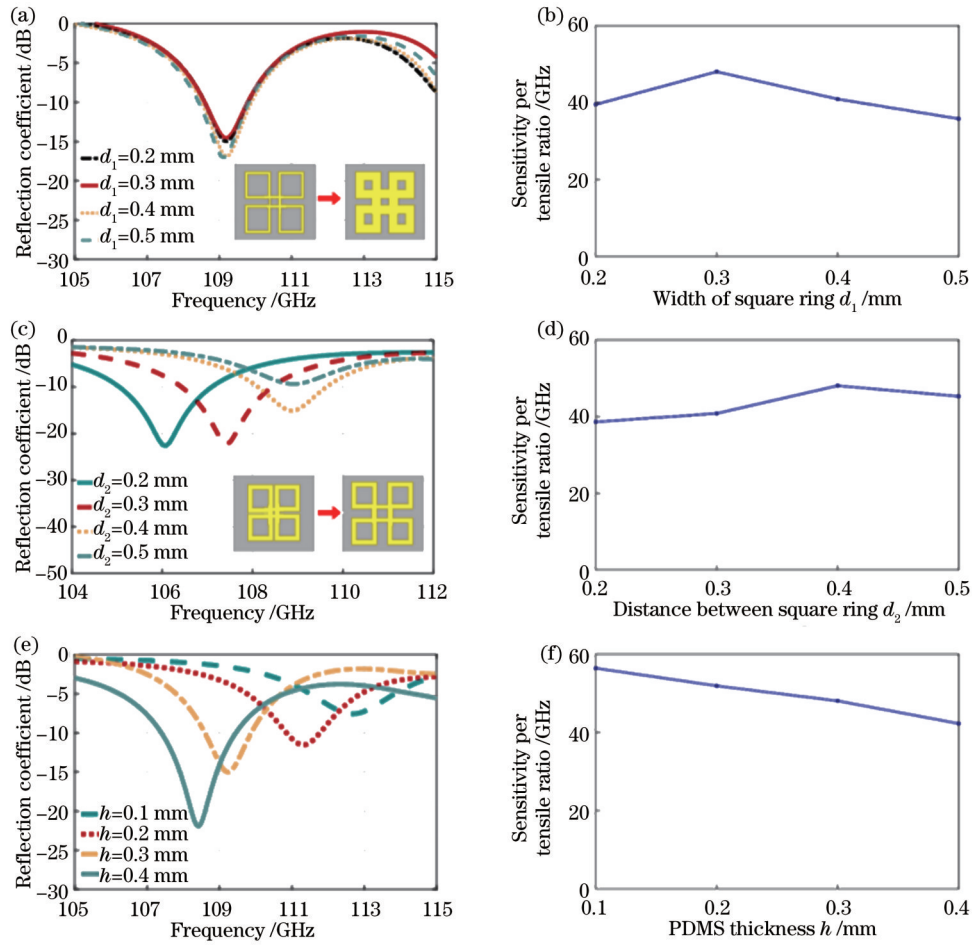 (a)
0
−5
−10
−15
−20
−25
−30
Reflection coefficient /dB
d₁=0.2 mm
d₁=0.3 mm
d₁=0.4 mm
d₁=0.5 mm
105 107 109 111 113 115
Frequency /GHz
(b)
60
40
20
0
Sensitivity per
tensile ratio /GHz
0.2 0.3 0.4 0.5
Width of square ring d₁ /mm
(c)
0
−10
−20
−30
−40
−50
Reflection coefficient /dB
d₂=0.2 mm
d₂=0.3 mm
d₂=0.4 mm
d₂=0.5 mm
104 106 108 110 112
Frequency /GHz
(d)
60
40
20
0
Sensitivity per
tensile ratio /GHz
0.2 0.3 0.4 0.5
Distance between square ring d₂ /mm
(e)
0
−5
−10
−15
−20
−25
−30
Reflection coefficient /dB
h=0.1 mm
h=0.2 mm
h=0.3 mm
h=0.4 mm
105 107 109 111 113 115
Frequency /GHz
(f)
60
40
20
0
Sensitivity per
tensile ratio /GHz
0.1 0.2 0.3 0.4
PDMS thickness h /mm